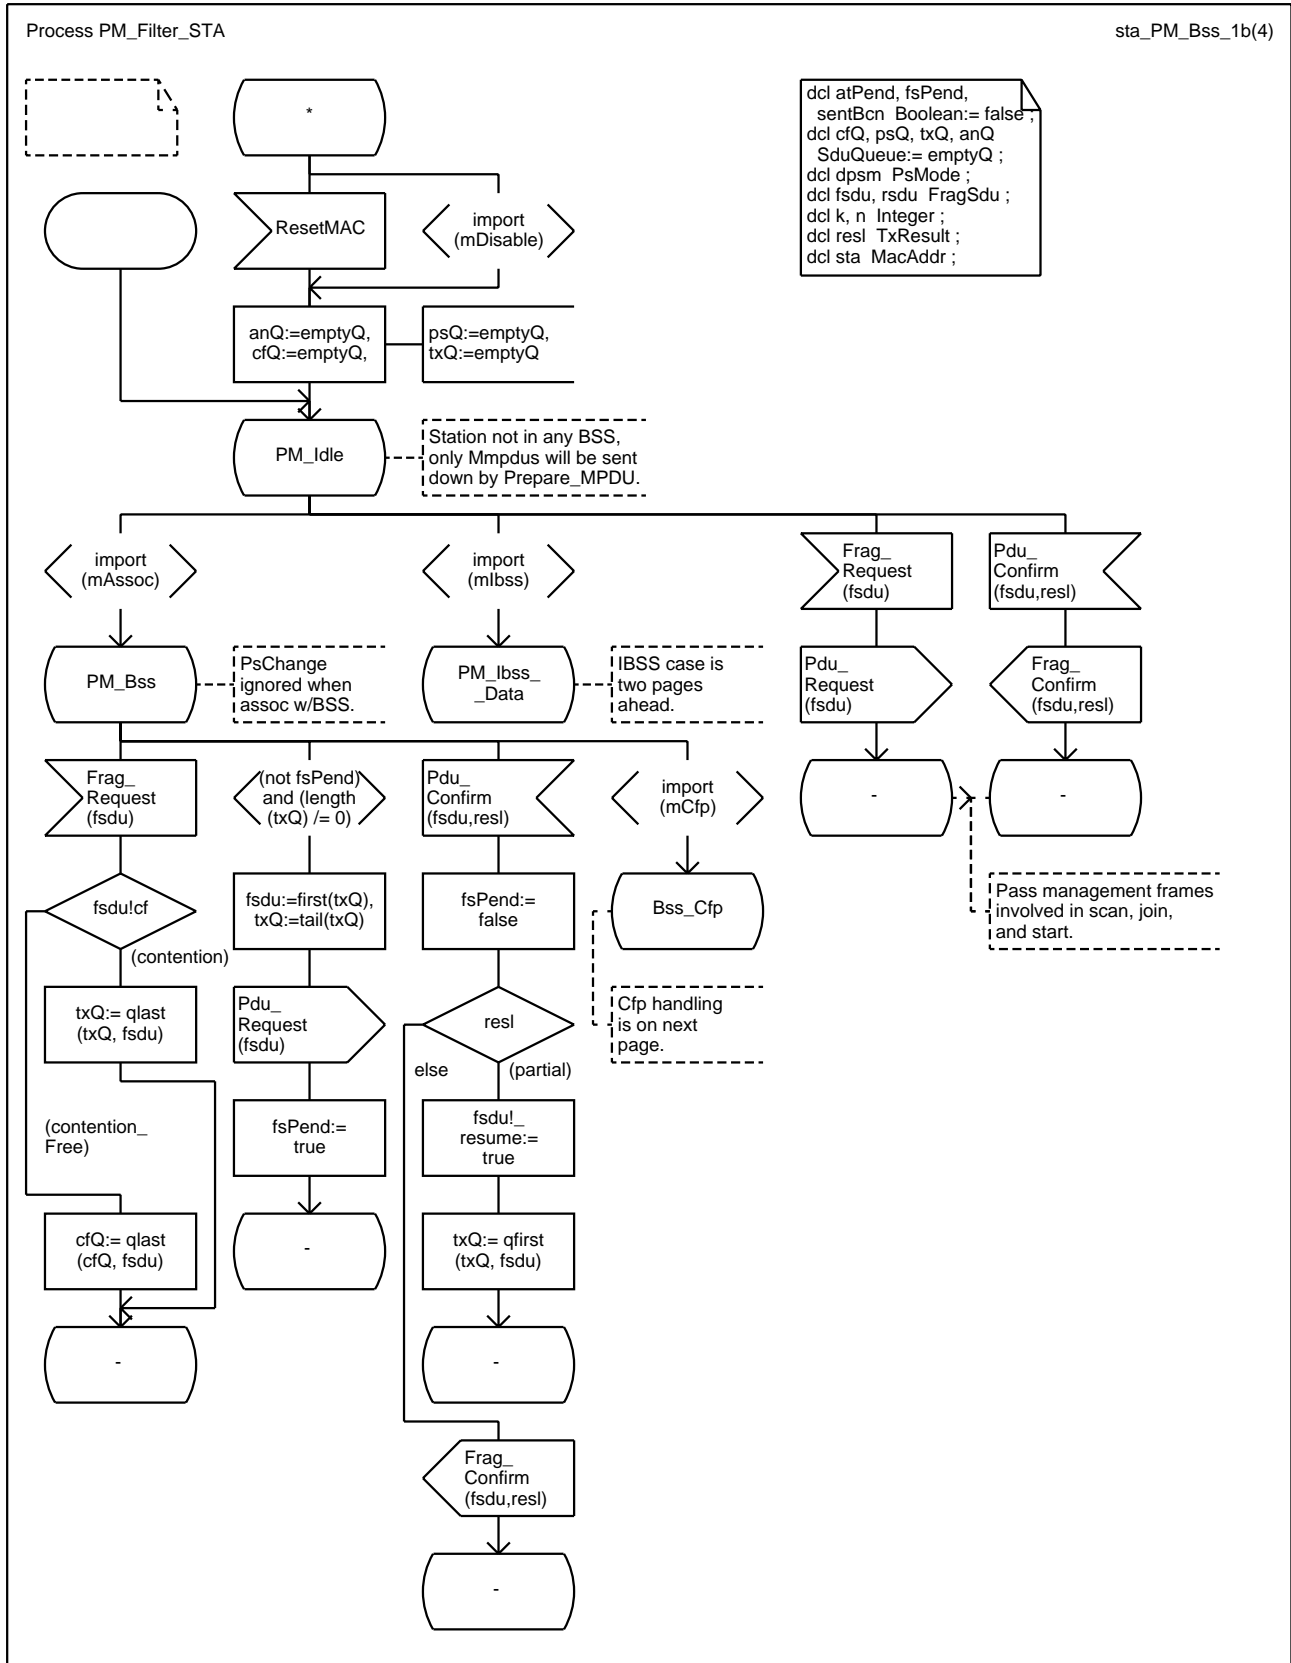 Process PM_Filter_STA
sta_PM_Bss_1b(4)
*
dcl atPend, fsPend,
sentBcn  Boolean:= false ;
dcl cfQ, psQ, txQ, anQ
SduQueue:= emptyQ ;
dcl dpsm  PsMode ;
dcl fsdu, rsdu  FragSdu ;
dcl k, n  Integer ;
dcl resl  TxResult ;
dcl sta  MacAddr ;
ResetMAC
import
(mDisable)
anQ:=emptyQ,
cfQ:=emptyQ,
psQ:=emptyQ,
txQ:=emptyQ
PM_Idle
Station not in any BSS,
only Mmpdus will be sent
down by Prepare_MPDU.
import
(mAssoc)
import
(mIbss)
Frag_
Request
(fsdu)
Pdu_
Confirm
(fsdu,resl)
PM_Bss
PsChange
ignored when
assoc w/BSS.
PM_Ibss_
_Data
IBSS case is
two pages
ahead.
Pdu_
Request
(fsdu)
Frag_
Confirm
(fsdu,resl)
Frag_
Request
(fsdu)
(not fsPend)
and (length
(txQ) /= 0)
Pdu_
Confirm
(fsdu,resl)
import
(mCfp)
-
-
fsdu!cf
(contention)
fsdu:=first(txQ),
txQ:=tail(txQ)
fsPend:=
false
Bss_Cfp
Pass management frames
involved in scan, join,
and start.
txQ:= qlast
(txQ, fsdu)
Pdu_
Request
(fsdu)
resl
else
(partial)
Cfp handling
is on next
page.
(contention_
Free)
fsPend:=
true
fsdu!_
resume:=
true
cfQ:= qlast
(cfQ, fsdu)
-
txQ:= qfirst
(txQ, fsdu)
-
-
Frag_
Confirm
(fsdu,resl)
-